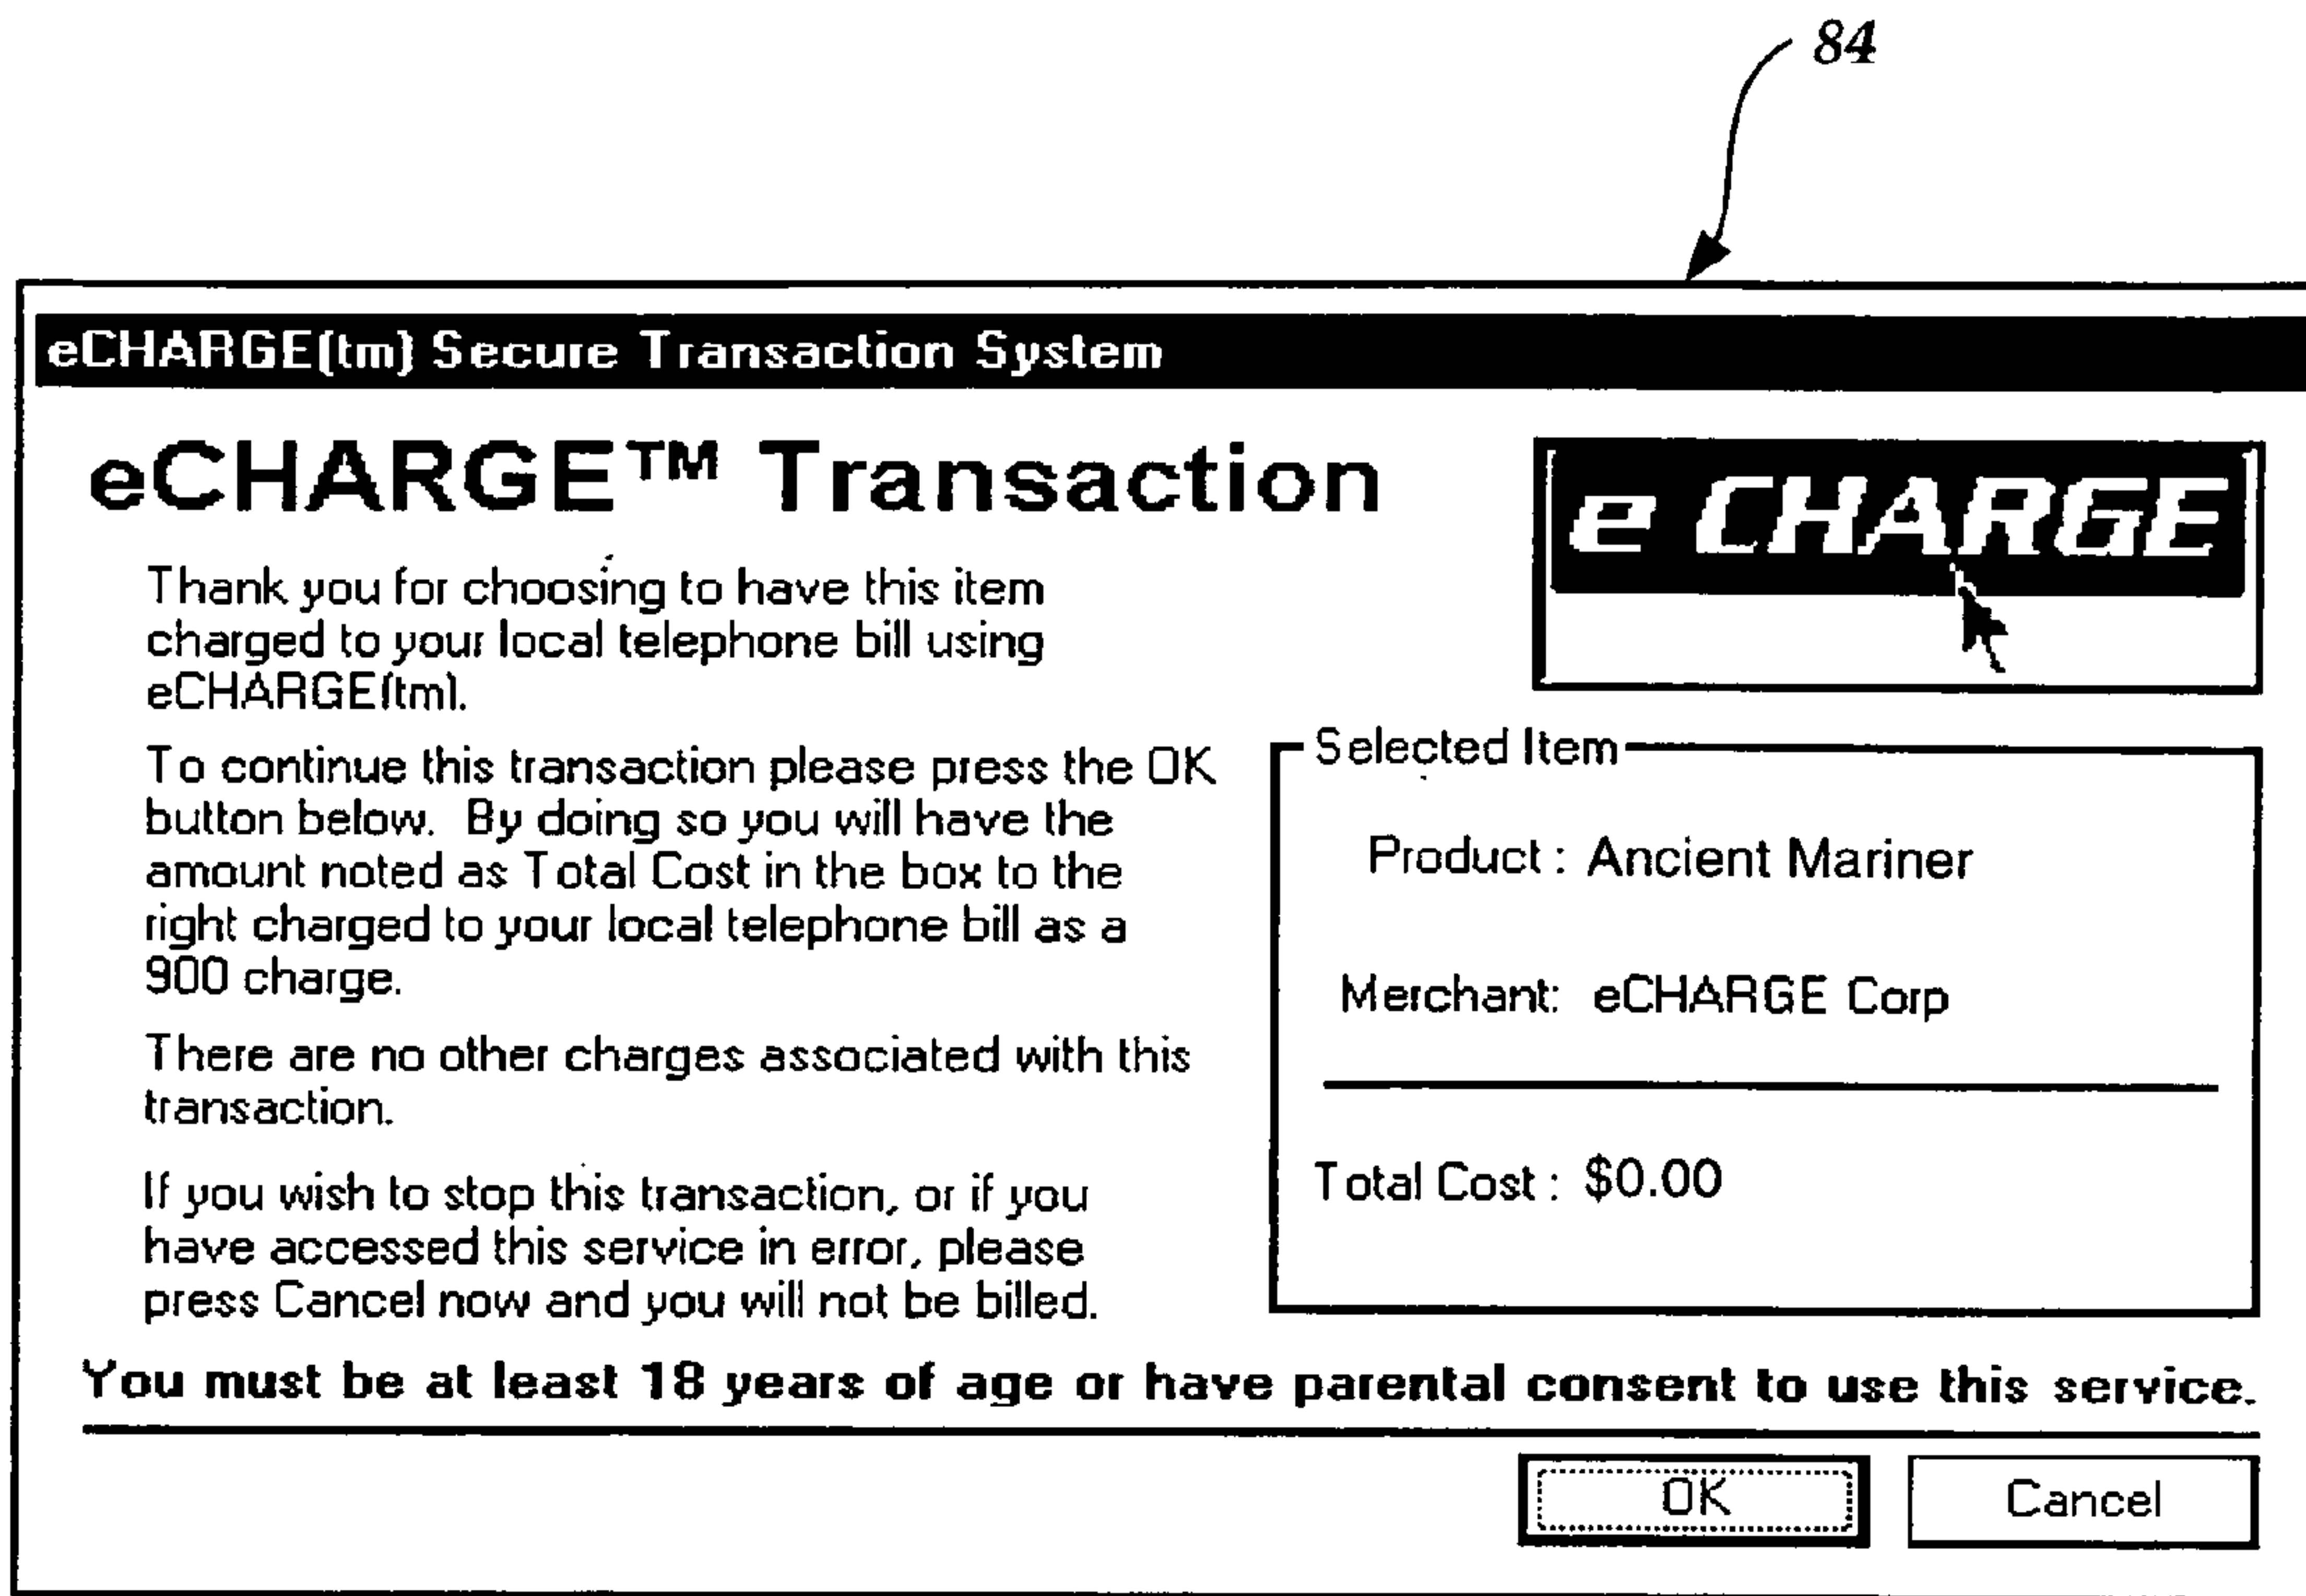 84
eCHARGE(tm) Secure Transaction System
eCHARGE™ Transaction
e CHARGE
Thank you for choosing to have this item
charged to your local telephone bill using
eCHARGE(tm).
To continue this transaction please press the OK
button below. By doing so you will have the
amount noted as Total Cost in the box to the
right charged to your local telephone bill as a
900 charge.
There are no other charges associated with this
transaction.
If you wish to stop this transaction, or if you
have accessed this service in error, please
press Cancel now and you will not be billed.
Selected Item
Product : Ancient Mariner
Merchant: eCHARGE Corp
Total Cost : $0.00
You must be at least 18 years of age or have parental consent to use this service.
OK
Cancel